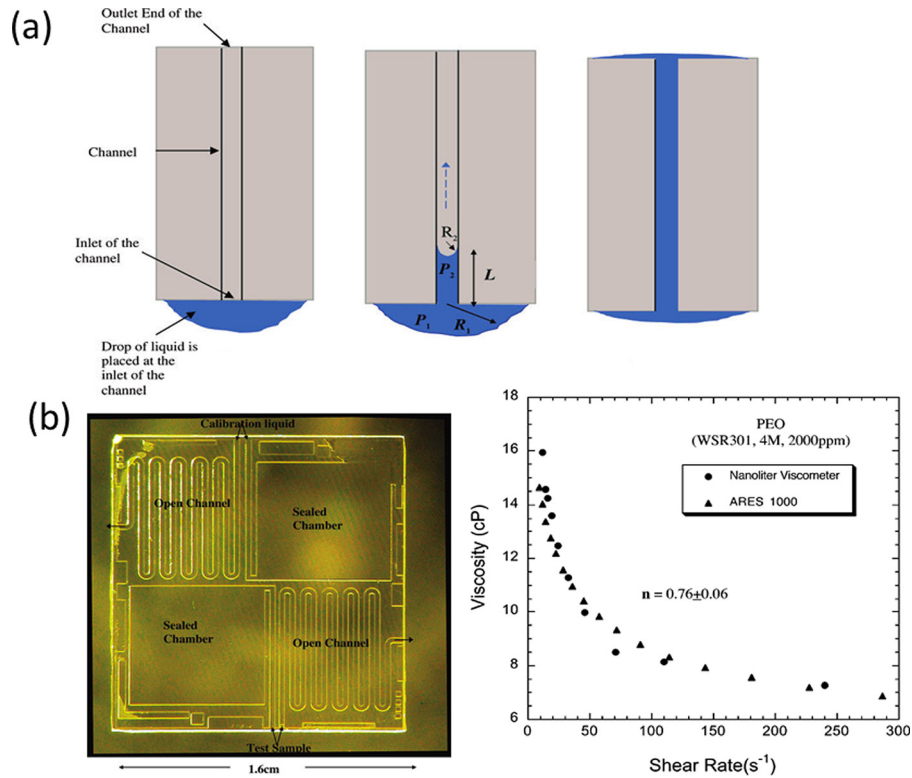 (a)
Outlet End of the
Channel
Channel
Inlet of the
channel
Drop of liquid is
placed at the
inlet of the
channel
R2
P2
L
P1
R1
(b)
Calibration liquid
Open Channel
Sealed
Chamber
Sealed
Chamber
Open Channel
Test Sample
1.6cm
Viscosity (cP)
18
16
14
12
10
8
6
PEO
(WSR301, 4M, 2000ppm)
Nanoliter Viscometer
ARES 1000
n = 0.76±0.06
0
50
100
150
200
250
300
Shear Rate(s⁻¹)